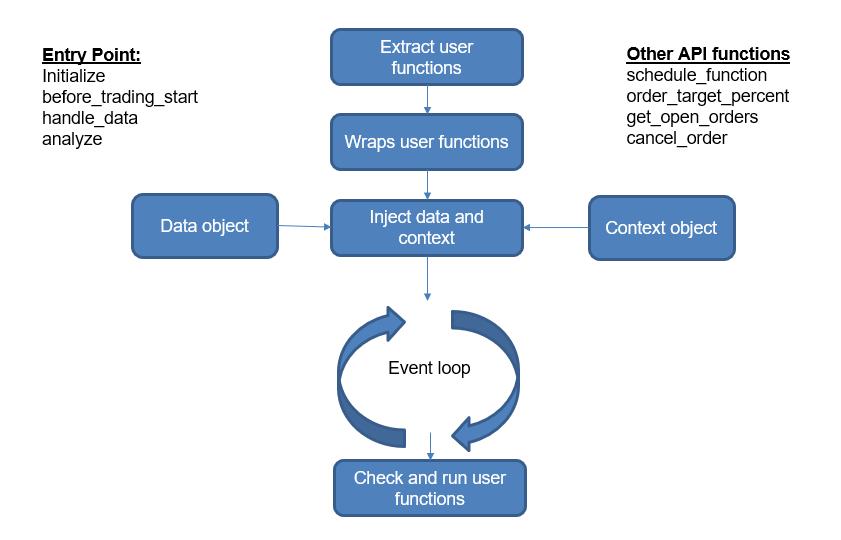 Entry Point:
Initialize
before_trading_start
handle_data
analyze
Extract user
functions
Other API functions
schedule_function
order_target_percent
get_open_orders
cancel_order
Wraps user functions
Data object
Inject data and
context
Context object
Event loop
Check and run user
functions